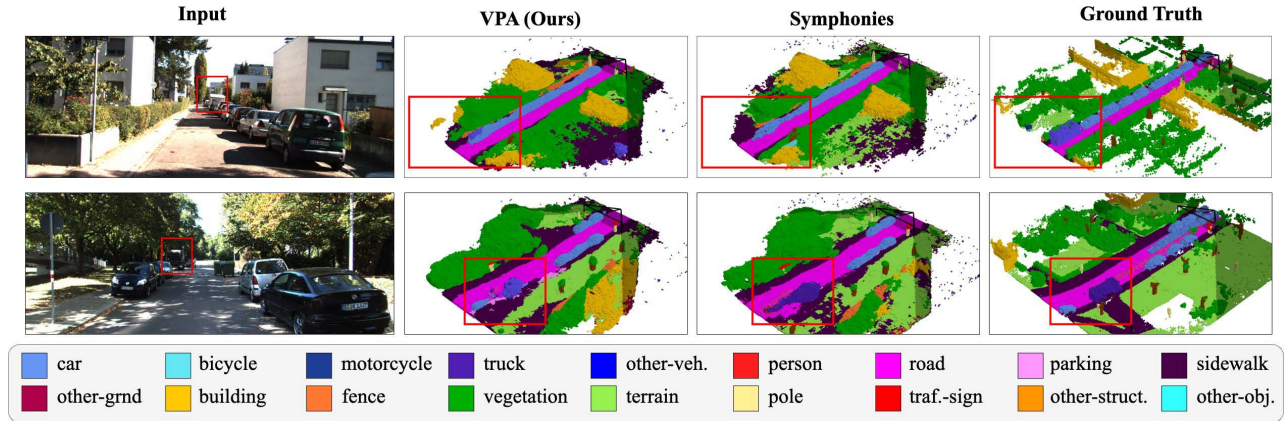 Input VPA (Ours) Symphonies Ground Truth
car bicycle motorcycle truck other-veh. person road parking sidewalk
other-grnd building fence vegetation terrain pole traf.-sign other-struct. other-obj.